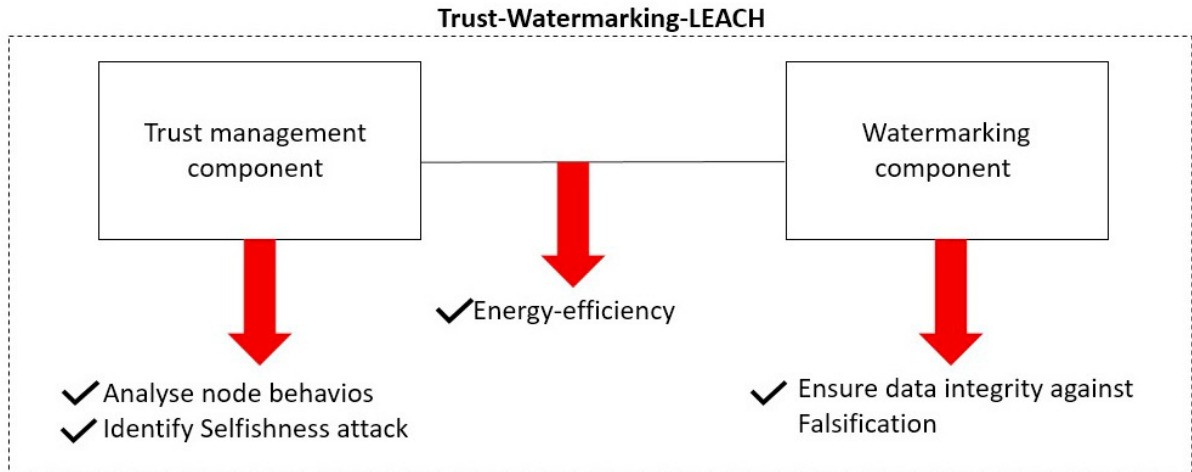 Trust-Watermarking-LEACH
Trust management
component
Watermarking
component
Energy-efficiency
Analyse node behavios
Identify Selfishness attack
Ensure data integrity against
Falsification